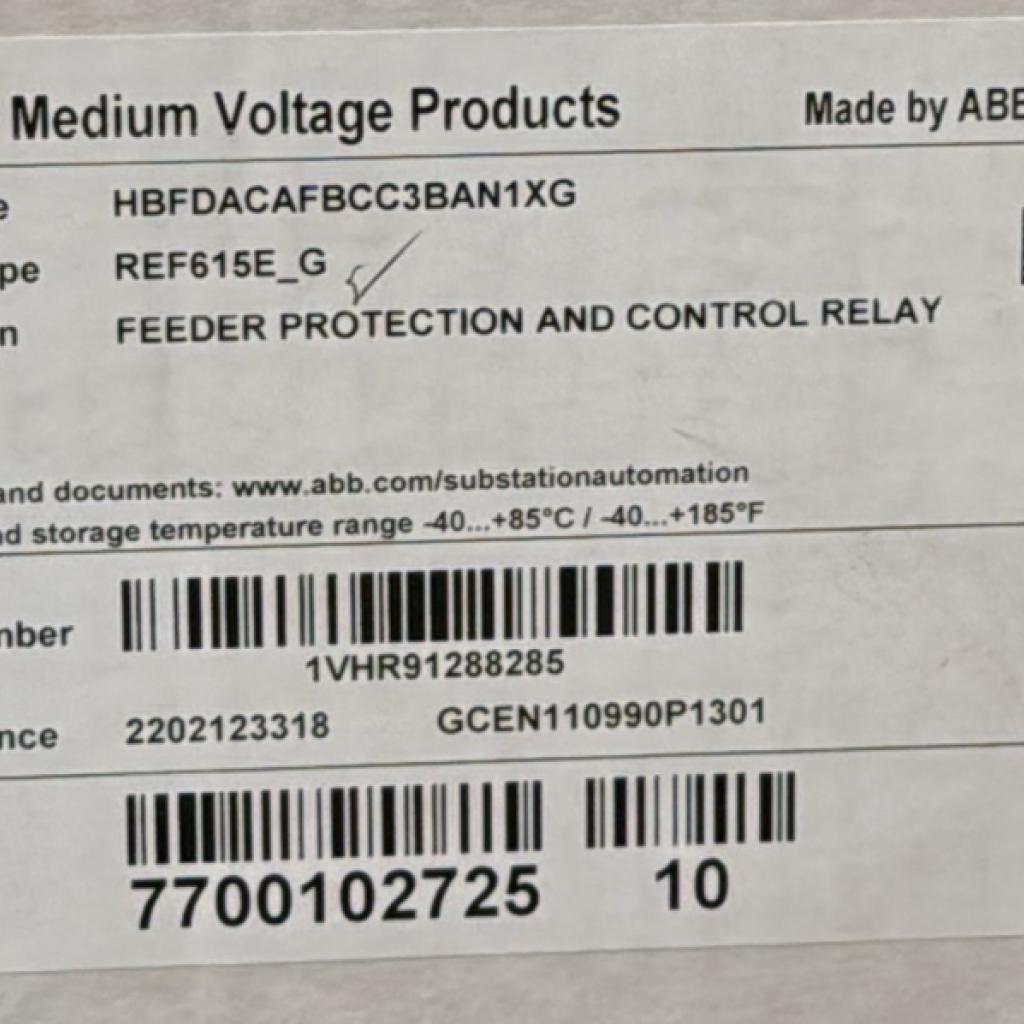 Medium Voltage Products Made by ABB
e HBFDACAFBCC3BAN1XG
pe REF615E_G
n FEEDER PROTECTION AND CONTROL RELAY
and documents: www.abb.com/substationautomation
nd storage temperature range -40...+85°C / -40...+185°F
mber
1VHR91288285
nce 2202123318 GCEN110990P1301
7700102725 10